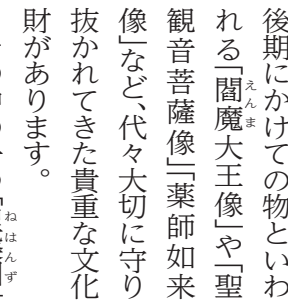 後期にかけての物といわ
れる「閻魔大王像」や「聖
観音菩薩像」「薬師如来
像」など、代々大切に守り
抜かれてきた貴重な文化
財があります。